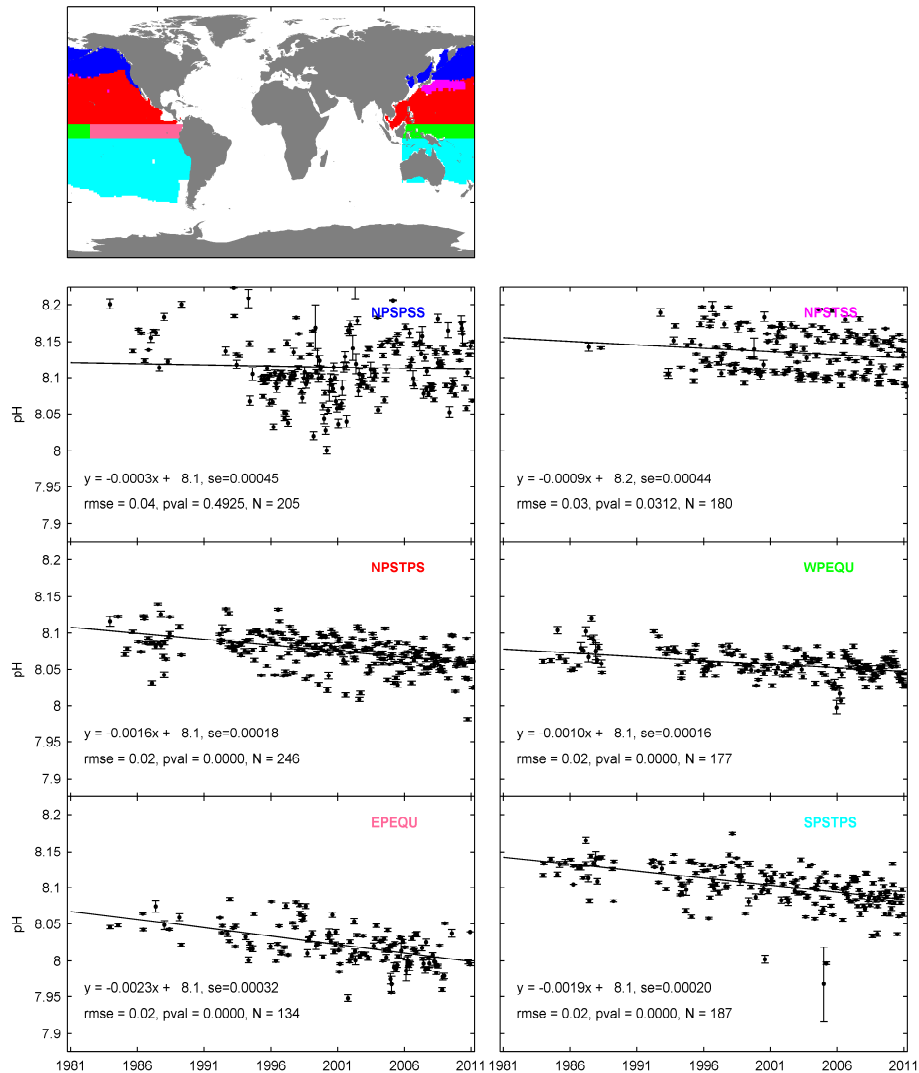 8.2
8.15
8.1
8.05
8
7.95
7.9
pH
NPSPSS
y = -0.0003x + 8.1, se=0.00045
rmse = 0.04, pval = 0.4925, N = 205
NPSTSS
y = -0.0009x + 8.2, se=0.00044
rmse = 0.03, pval = 0.0312, N = 180
8.2
8.15
8.1
8.05
8
7.95
7.9
pH
NPSTPS
y = 0.0016x + 8.1, se=0.00018
rmse = 0.02, pval = 0.0000, N = 246
WPEQU
y = 0.0010x + 8.1, se=0.00016
rmse = 0.02, pval = 0.0000, N = 177
8.2
8.15
8.1
8.05
8
7.95
7.9
pH
EPEQU
y = -0.0023x + 8.1, se=0.00032
rmse = 0.02, pval = 0.0000, N = 134
SPSTPS
y = -0.0019x + 8.1, se=0.00020
rmse = 0.02, pval = 0.0000, N = 187
1981 1986 1991 1996 2001 2006 2011
1981 1986 1991 1996 2001 2006 2011